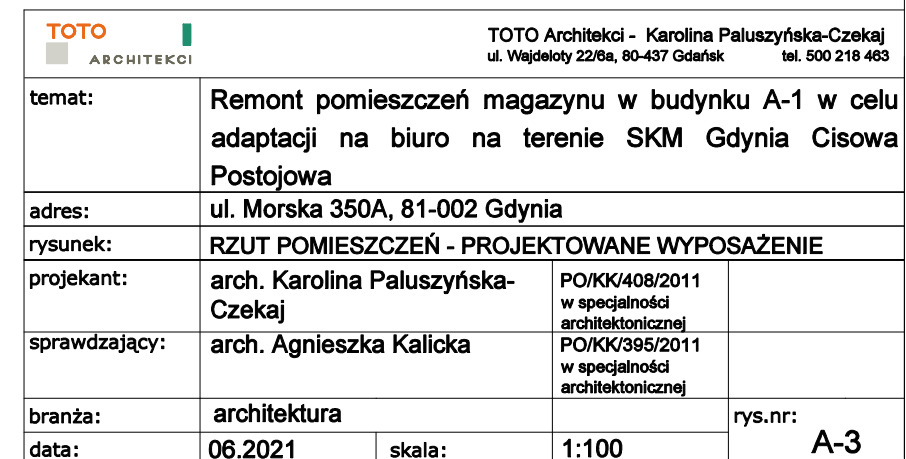 TOTO
ARCHITEKCI
TOTO Architekci - Karolina Paluszyńska-Czekaj
ul. Wajdeloty 22/6a, 80-437 Gdańsk tel. 500 218 463
temat: Remont pomieszczeń magazynu w budynku A-1 w celu
adaptacji na biuro na terenie SKM Gdynia Cisowa
Postojowa
adres: ul. Morska 350A, 81-002 Gdynia
rysunek: RZUT POMIESZCZEŃ - PROJEKTOWANE WYPOSAŻENIE
projekant: arch. Karolina Paluszyńska-
Czekaj
PO/KK/408/2011
w specjalności
architektonicznej
sprawdzający: arch. Agnieszka Kalicka
PO/KK/395/2011
w specjalności
architektonicznej
branża: architektura
rys.nr:
A-3
data: 06.2021 skala: 1:100